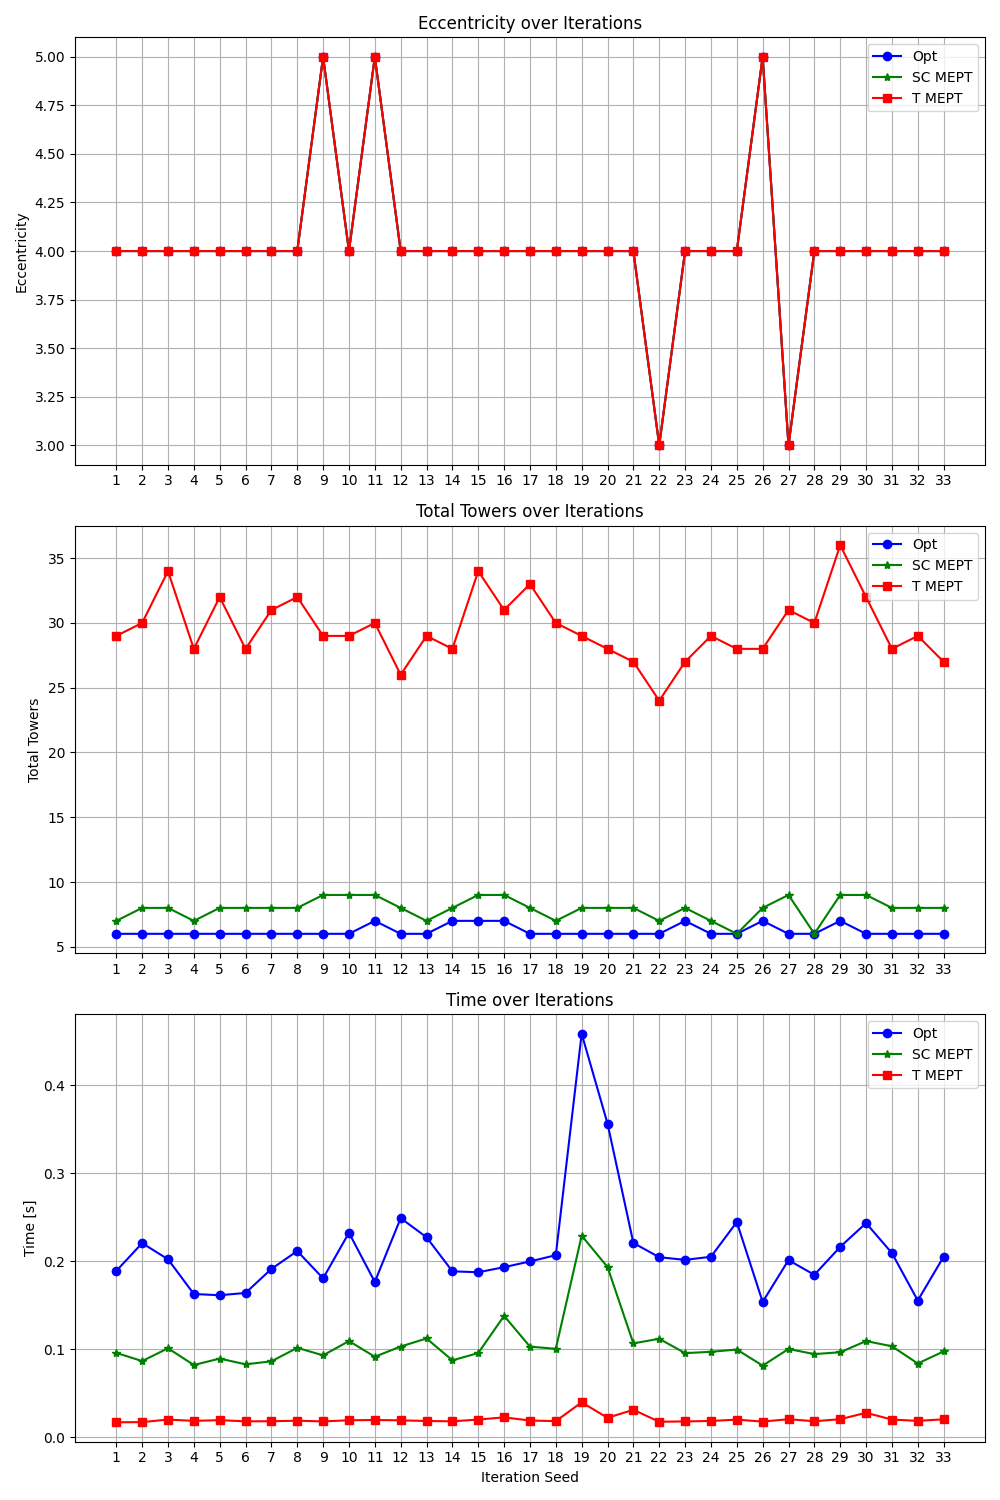 Eccentricity over Iterations
Eccentricity
5.00
4.75
4.50
4.25
4.00
3.75
3.50
3.25
3.00
Opt
SC MEPT
T MEPT
1 2 3 4 5 6 7 8 9 10 11 12 13 14 15 16 17 18 19 20 21 22 23 24 25 26 27 28 29 30 31 32 33
Total Towers over Iterations
Total Towers
35
30
25
20
15
10
5
Opt
SC MEPT
T MEPT
1 2 3 4 5 6 7 8 9 10 11 12 13 14 15 16 17 18 19 20 21 22 23 24 25 26 27 28 29 30 31 32 33
Time over Iterations
Time [s]
0.4
0.3
0.2
0.1
0.0
Opt
SC MEPT
T MEPT
1 2 3 4 5 6 7 8 9 10 11 12 13 14 15 16 17 18 19 20 21 22 23 24 25 26 27 28 29 30 31 32 33
Iteration Seed